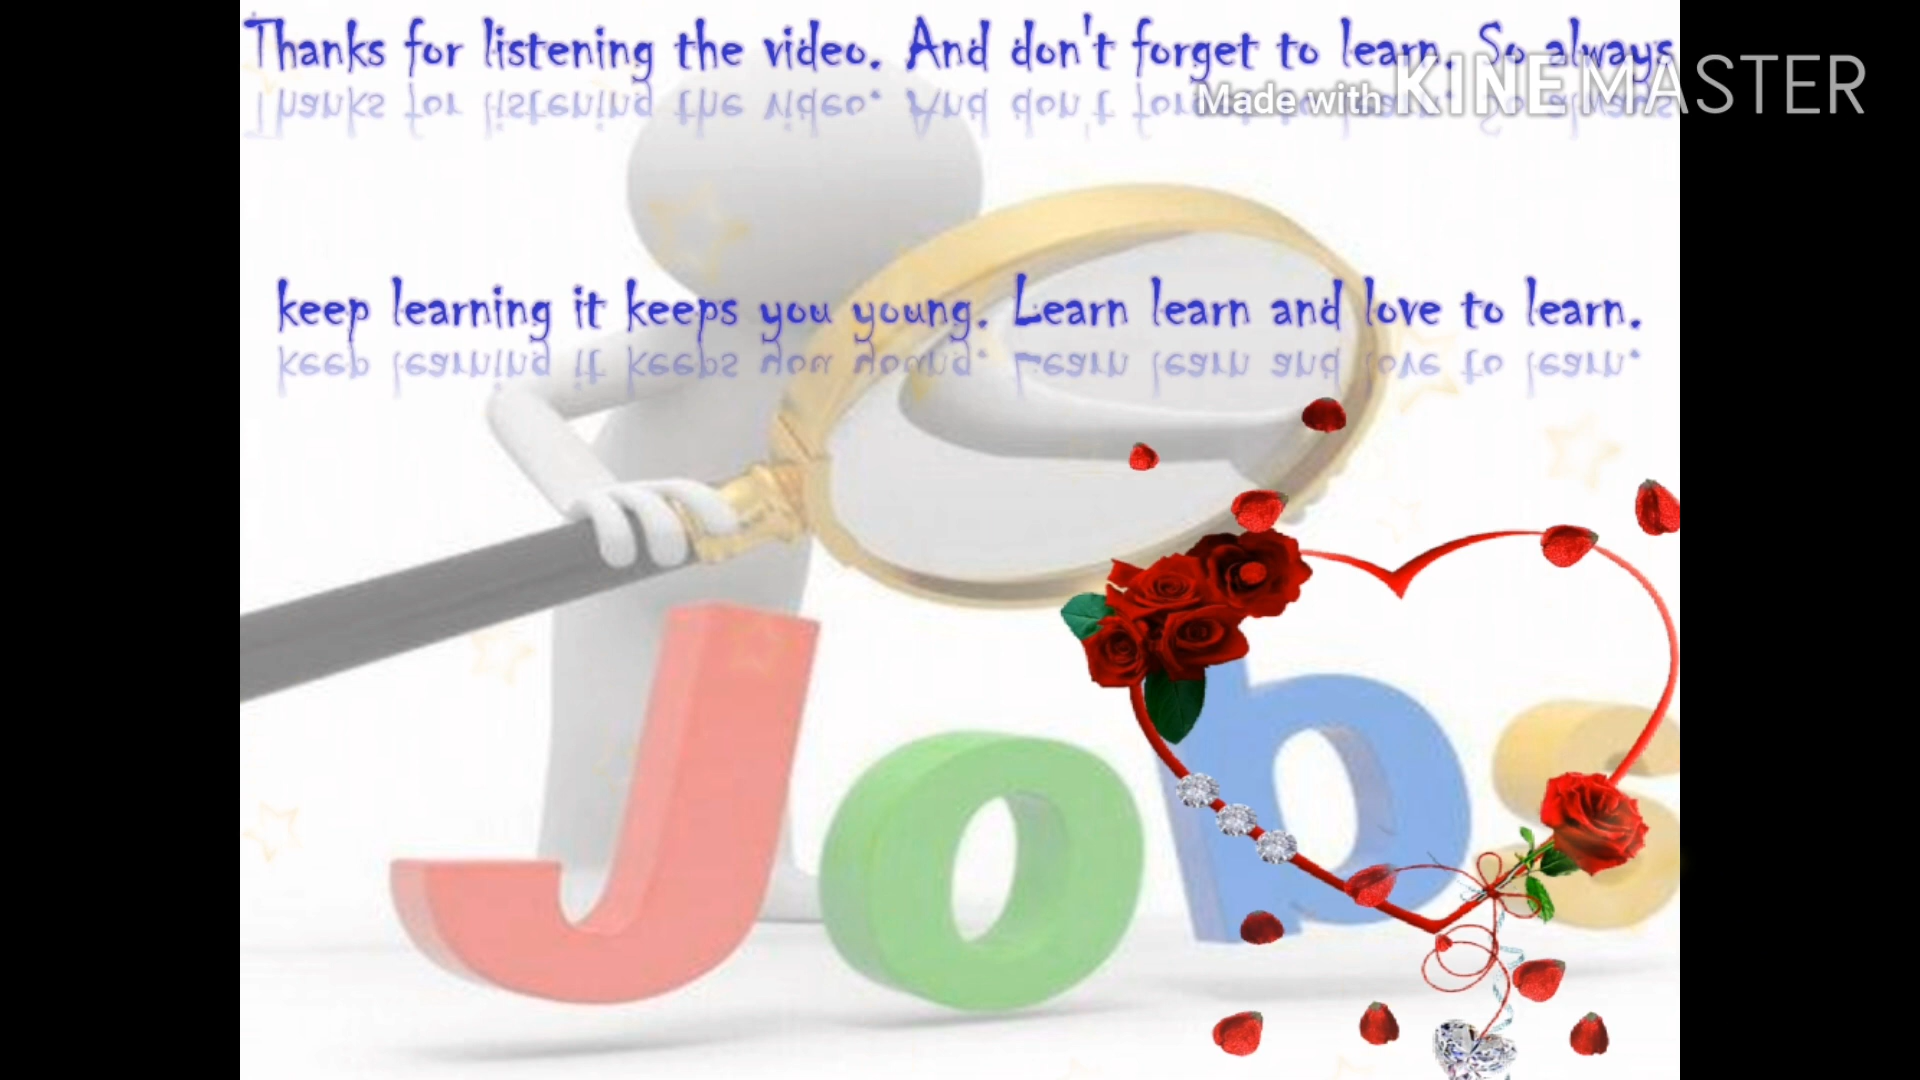 Thanks for listening the video. And don't forget to learn. So always
Made with KINEMASTER
keep learning it keeps you young. Learn learn and love to learn.
Jobs